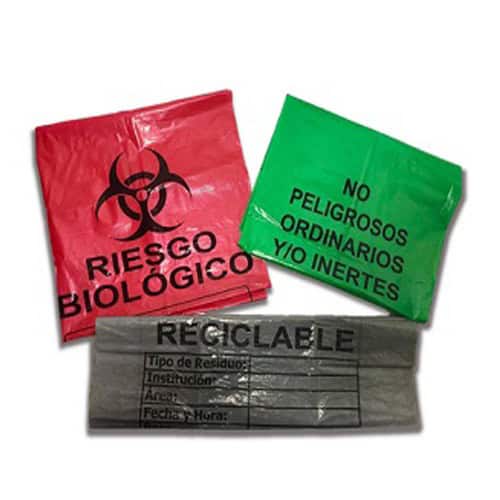 RIESGO
BIOLÓGICO
NO
PELIGROSOS
ORDINARIOS
Y/O INERTES
RECICLABLE
Tipo de Residuo:
Institución:
Área:
Fecha y Hora: